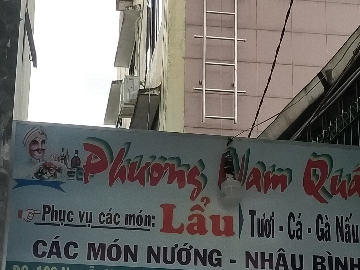 Phương Nam Quá
Phục vụ các món: Lẩu Tươi - Cá - Gà Nấu
CÁC MÓN NƯỚNG - NHẬU BÌNH